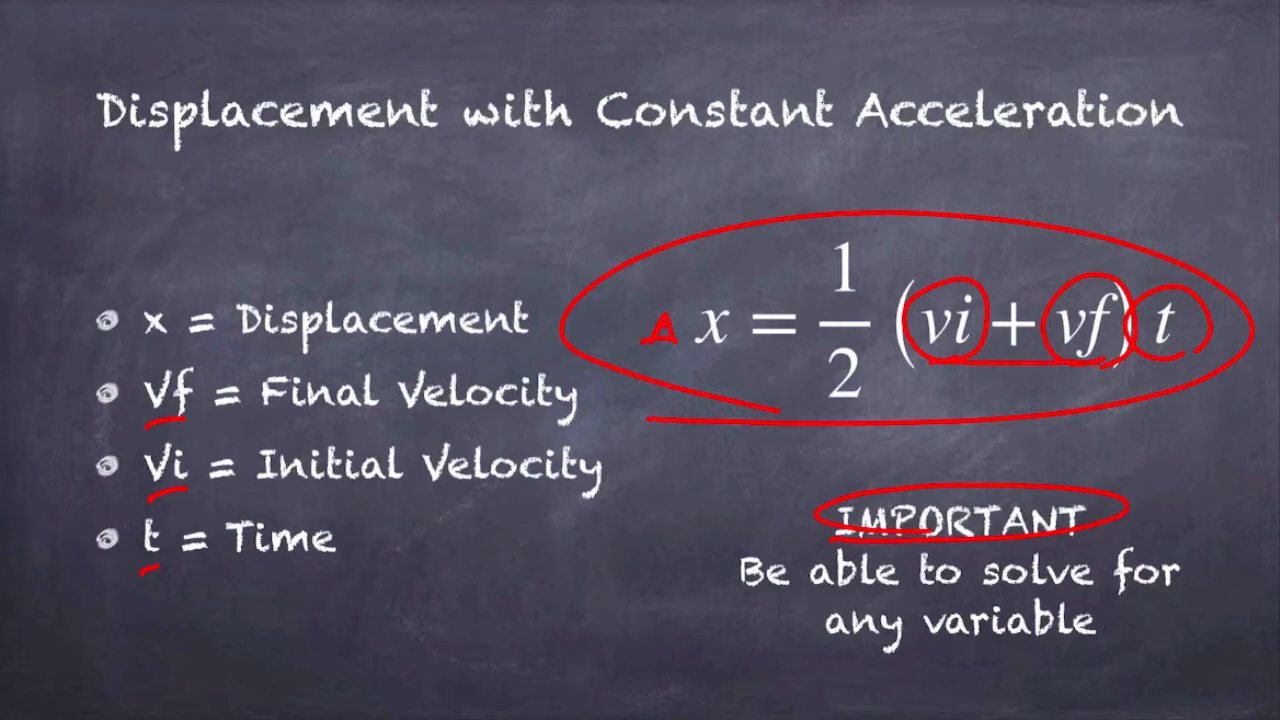 Displacement with Constant Acceleration
x = Displacement
Vf = Final Velocity
Vi = Initial Velocity
t = Time
Δ x = 1/2 (vi + vf) t
IMPORTANT
Be able to solve for
any variable